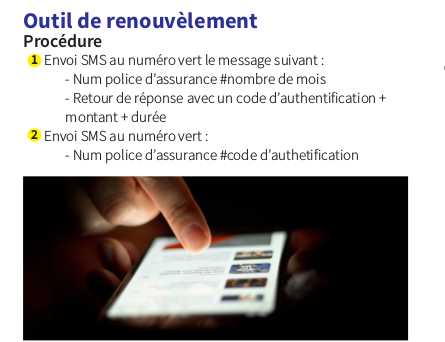 Outil de renouvèlement
Procédure
1 Envoi SMS au numéro vert le message suivant :
- Num police d’assurance #nombre de mois
- Retour de réponse avec un code d’authentification +
montant + durée
2 Envoi SMS au numéro vert :
- Num police d’assurance #code d’authetification